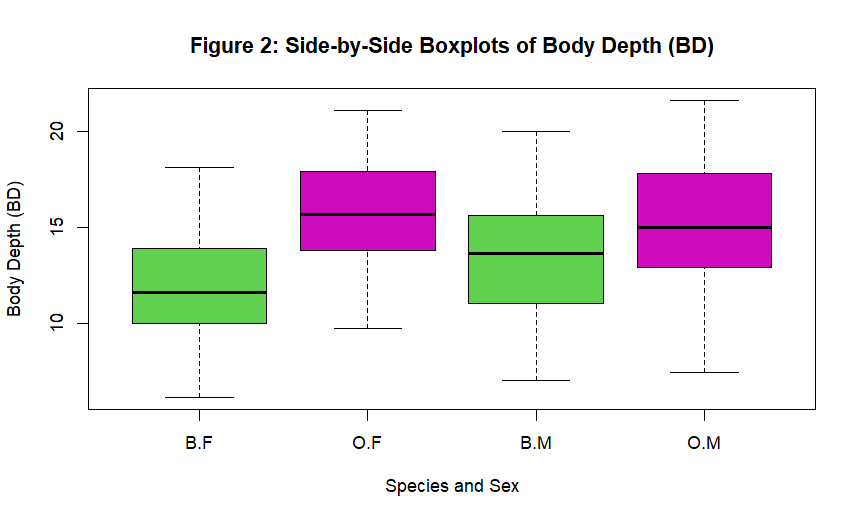 Figure 2: Side-by-Side Boxplots of Body Depth (BD)
Body Depth (BD)
20
15
10
B.F
O.F
B.M
O.M
Species and Sex